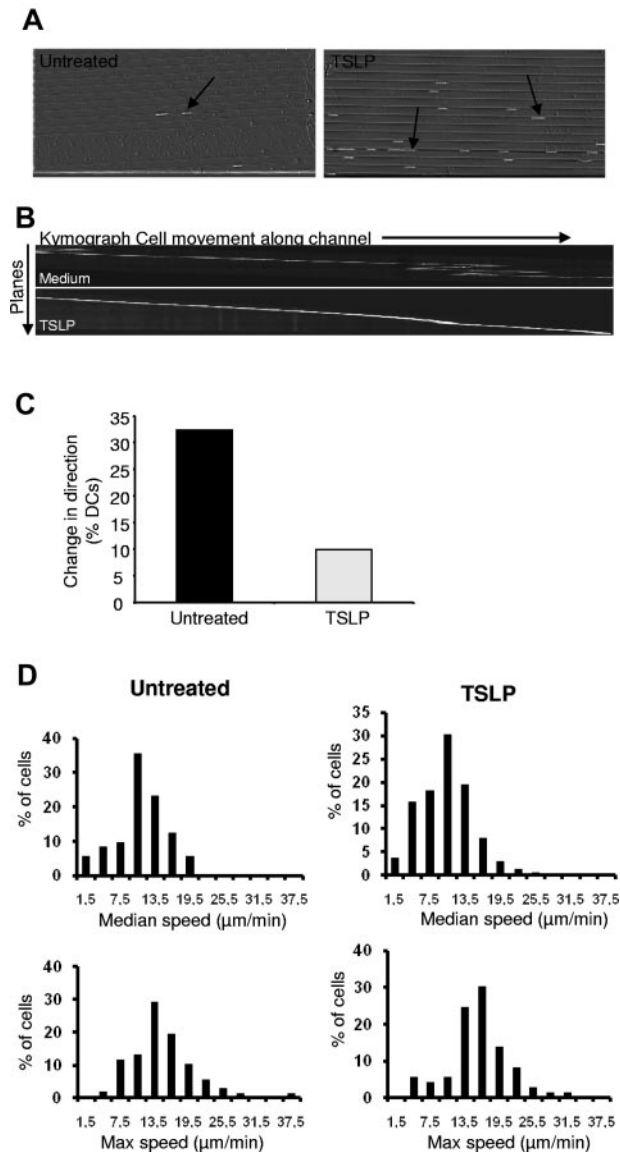 A
Untreated TSLP
B
Kymograph Cell movement along channel
Planes
Medium
TSLP
C
Change in direction
(% DCs)
35
30
25
20
15
10
5
0
Untreated TSLP
D
Untreated TSLP
% of cells
40
30
20
10
0
1,5 7,5 13,5 19,5 25,5 31,5 37,5
Median speed (μm/min)
% of cells
35
30
25
20
15
10
5
0
1,5 7,5 13,5 19,5 25,5 31,5 37,5
Median speed (μm/min)
% of cells
40
30
20
10
0
1,5 7,5 13,5 19,5 25,5 31,5 37,5
Max speed (μm/min)
% of cells
40
30
20
10
0
1,5 7,5 13,5 19,5 25,5 31,5 37,5
Max speed (μm/min)